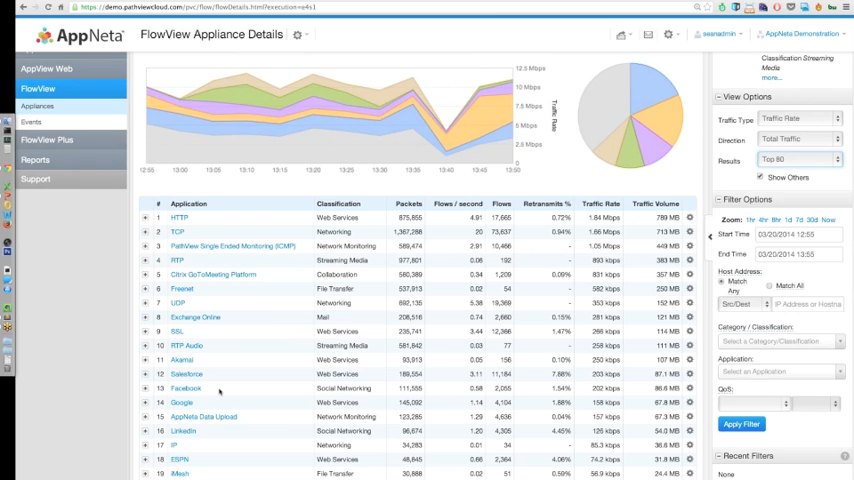 https://demo.pathviewcloud.com/pvc/flow/flowDetails.html?execution=e4s1
AppNeta
FlowView Appliance Details
seanadmin
AppNeta Demonstration
AppView Web
FlowView
Appliances
Events
FlowView Plus
Reports
Support
12.5 Mbps
10 Mbps
7.5 Mbps
5 Mbps
2.5 Mbps
0
Traffic Rate
12:55 13:00 13:05 13:10 13:20 13:30 13:35 13:40 13:45 13:50
# Application Classification Packets Flows / second Flows Retransmits % Traffic Rate Traffic Volume
1 HTTP Web Services 875,855 4.91 17,665 0.72% 1.84 Mbps 789 MB
2 TCP Networking 1,367,288 20 73,637 0.94% 1.66 Mbps 713 MB
3 PathView Single Ended Monitoring (ICMP) Network Monitoring 589,474 2.91 10,466 - 1.05 Mbps 449 MB
4 RTP Streaming Media 977,801 0.06 192 - 893 kbps 383 MB
5 Citrix GoToMeeting Platform Collaboration 580,389 0.34 1,209 0.09% 831 kbps 357 MB
6 Freenet File Transfer 537,913 0.02 54 - 582 kbps 250 MB
7 UDP Networking 692,135 5.38 19,369 - 353 kbps 152 MB
8 Exchange Online Mail 208,516 0.74 2,660 0.15% 281 kbps 121 MB
9 SSL Web Services 235,741 3.44 12,386 1.47% 266 kbps 114 MB
10 RTP Audio Streaming Media 581,842 0.03 77 - 258 kbps 111 MB
11 Akamai Web Services 93,913 0.05 156 0.10% 250 kbps 107 MB
12 Salesforce Web Services 189,554 3.11 11,184 7.88% 203 kbps 87.1 MB
13 Facebook Social Networking 111,555 0.58 2,055 1.54% 202 kbps 86.6 MB
14 Google Web Services 145,092 1.14 4,104 1.88% 158 kbps 67.8 MB
15 AppNeta Data Upload Network Monitoring 123,285 1.29 4,636 0.04% 157 kbps 67.3 MB
16 LinkedIn Social Networking 96,674 1.20 4,305 4.45% 126 kbps 54.0 MB
17 IP Networking 34,283 0.01 34 - 85.3 kbps 36.6 MB
18 ESPN Web Services 48,845 0.66 2,364 4.06% 74.2 kbps 31.8 MB
19 iMesh File Transfer 30,888 0.02 51 0.59% 56.9 kbps 24.4 MB
Classification Streaming
Media
more...
View Options
Traffic Type Traffic Rate
Direction Total Traffic
Results Top 80
Show Others
Filter Options
Zoom: 1hr 4hr 8hr 1d 7d 30d Now
Start Time 03/20/2014 12:55
End Time 03/20/2014 13:55
Host Address:
Match Any
Match All
Src/Dest IP Address or Hostna
Category / Classification:
Select a Category/Classification
Application:
Select an Application
QoS:
Apply Filter
Recent Filters
None